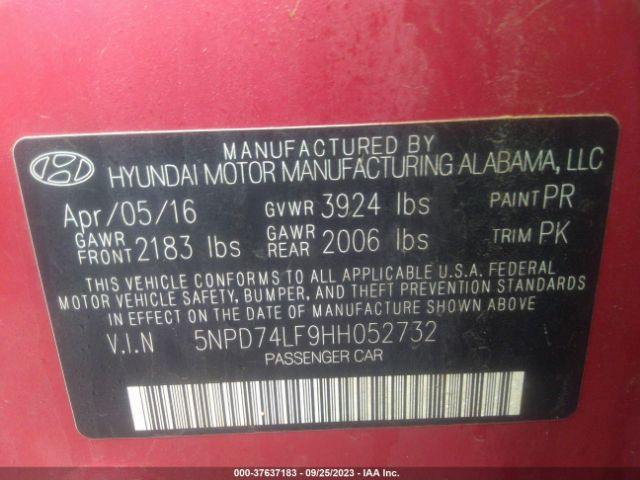 MANUFACTURED BY
HYUNDAI MOTOR MANUFACTURING ALABAMA, LLC
Apr/05/16 GVWR 3924 lbs PAINT PR
GAWR FRONT 2183 lbs GAWR REAR 2006 lbs TRIM PK
THIS VEHICLE CONFORMS TO ALL APPLICABLE U.S.A. FEDERAL
MOTOR VEHICLE SAFETY, BUMPER, AND THEFT PREVENTION STANDARDS
IN EFFECT ON THE DATE OF MANUFACTURE SHOWN ABOVE.
V.I.N 5NPD74LF9HH052732
PASSENGER CAR
000-37637183 - 09/25/2023 - IAA Inc.